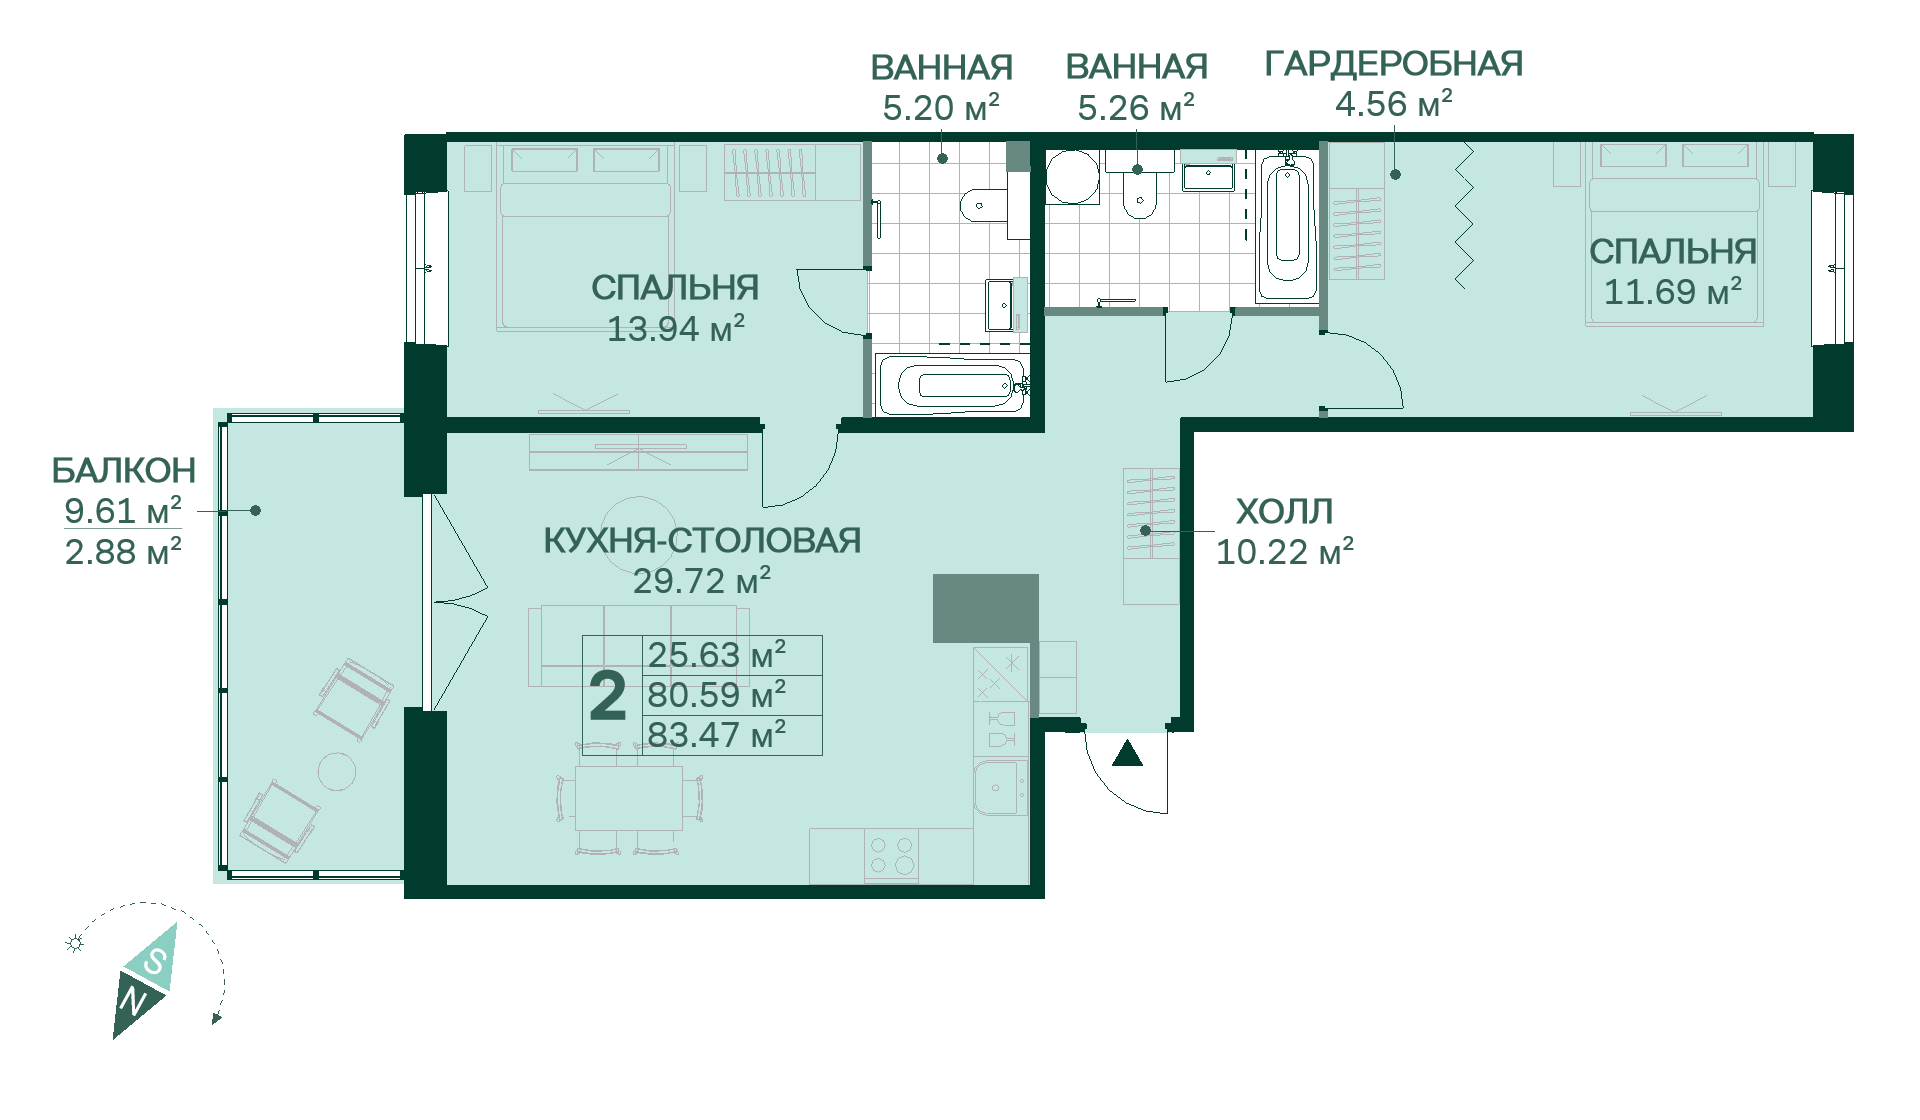 ВАННАЯ
5.20 м²
ВАННАЯ
5.26 м²
ГАРДЕРОБНАЯ
4.56 м²
СПАЛЬНЯ
13.94 м²
СПАЛЬНЯ
11.69 м²
БАЛКОН
9.61 м²
2.88 м²
КУХНЯ-СТОЛОВАЯ
29.72 м²
ХОЛЛ
10.22 м²
2
25.63 м²
80.59 м²
83.47 м²
S
N